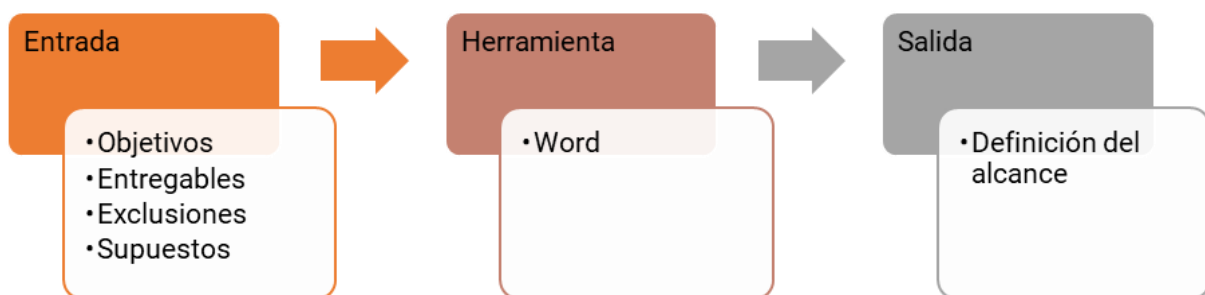 Entrada
•Objetivos
•Entregables
•Exclusiones
•Supuestos
Herramienta
•Word
Salida
•Definición del
alcance